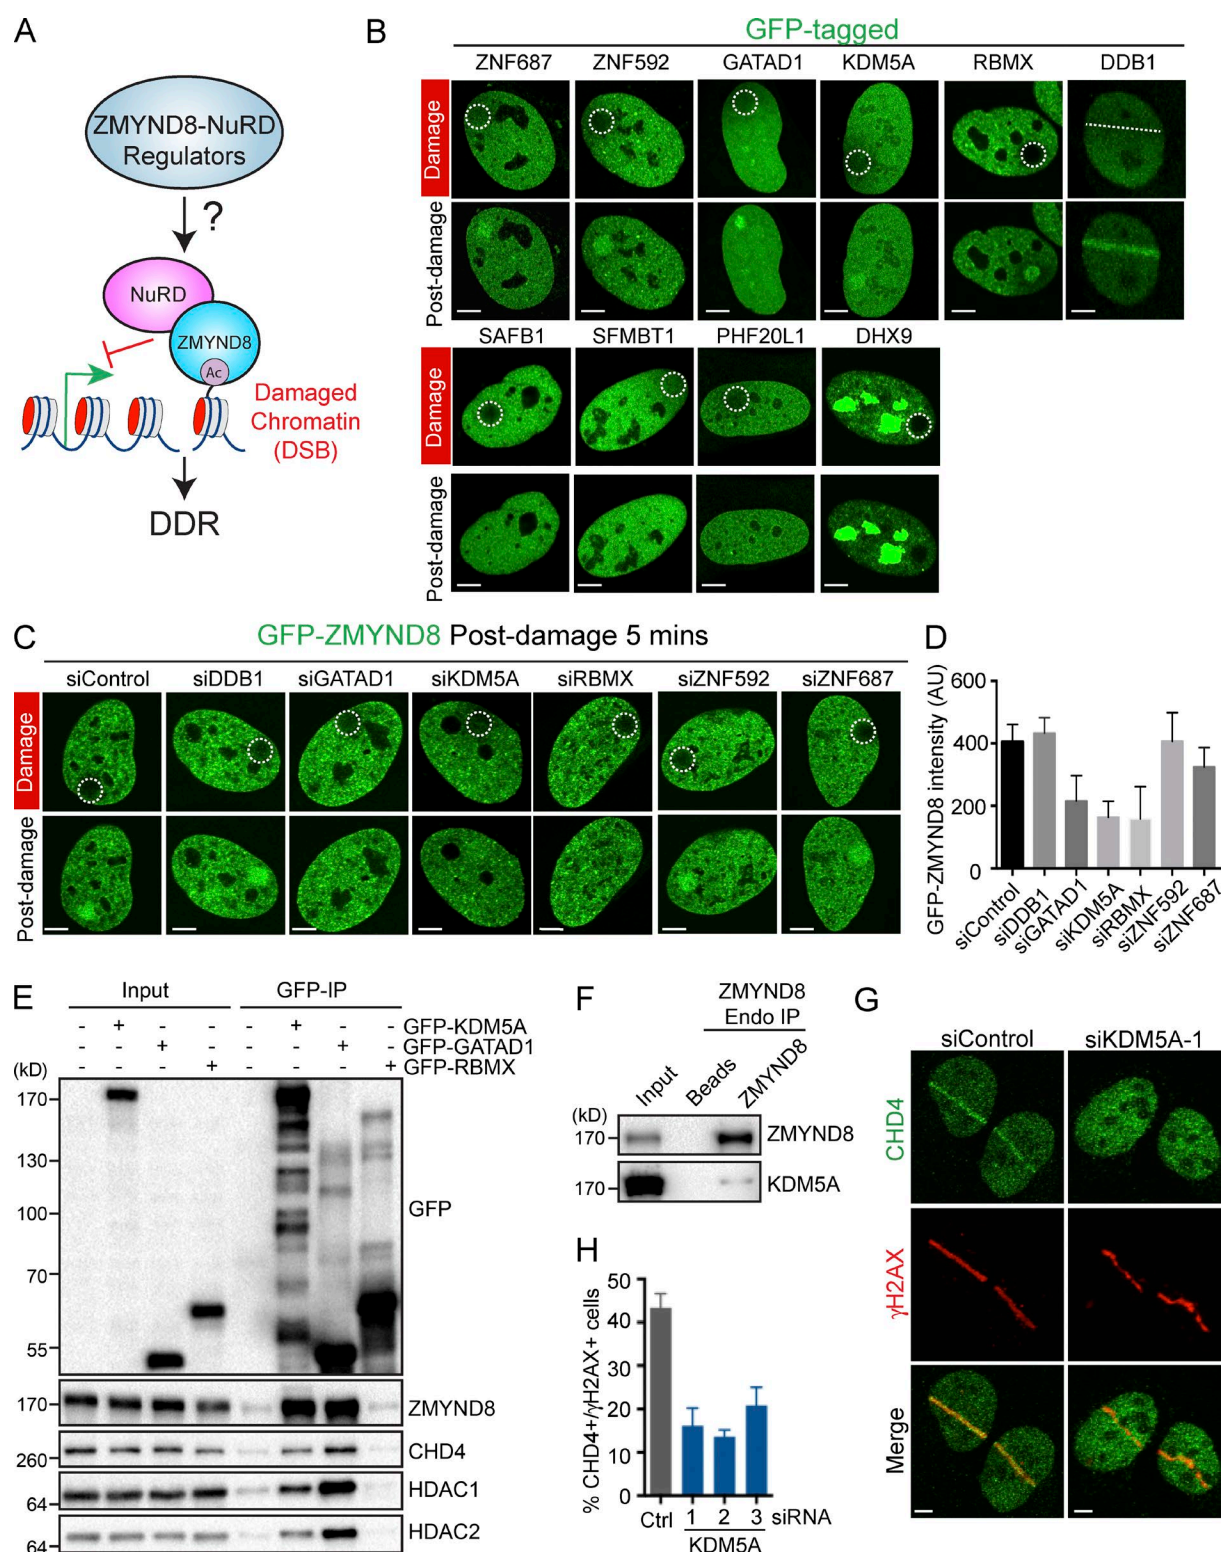 A
ZMYND8-NuRD
Regulators
?
NuRD
ZMYND8
Ac
Damaged
Chromatin
(DSB)
DDR
B
GFP-tagged
ZNF687 ZNF592 GATAD1 KDM5A RBMX DDB1
Damage
Post-damage
SAFB1 SFMBT1 PHF20L1 DHX9
Damage
Post-damage
C
GFP-ZMYND8 Post-damage 5 mins
siControl siDDB1 siGATAD1 siKDM5A siRBMX siZNF592 siZNF687
Damage
Post-damage
D
GFP-ZMYND8 intensity (AU)
600
400
200
0
siControl
siDDB1
siGATAD1
siKDM5A
siRBMX
siZNF592
siZNF687
E
Input GFP-IP
- + - - - + - - GFP-KDM5A
- - + - - - + - GFP-GATAD1
- - - + - - - + GFP-RBMX
(kD)
170
130
100
70
55
GFP
170
ZMYND8
260
CHD4
64
HDAC1
64
HDAC2
F
ZMYND8
Endo IP
Input
Beads
ZMYND8
(kD)
170
ZMYND8
170
KDM5A
G
siControl siKDM5A-1
CHD4
γH2AX
Merge
H
% CHD4+/γH2AX+ cells
50
40
30
20
10
0
Ctrl 1 2 3 siRNA
KDM5A